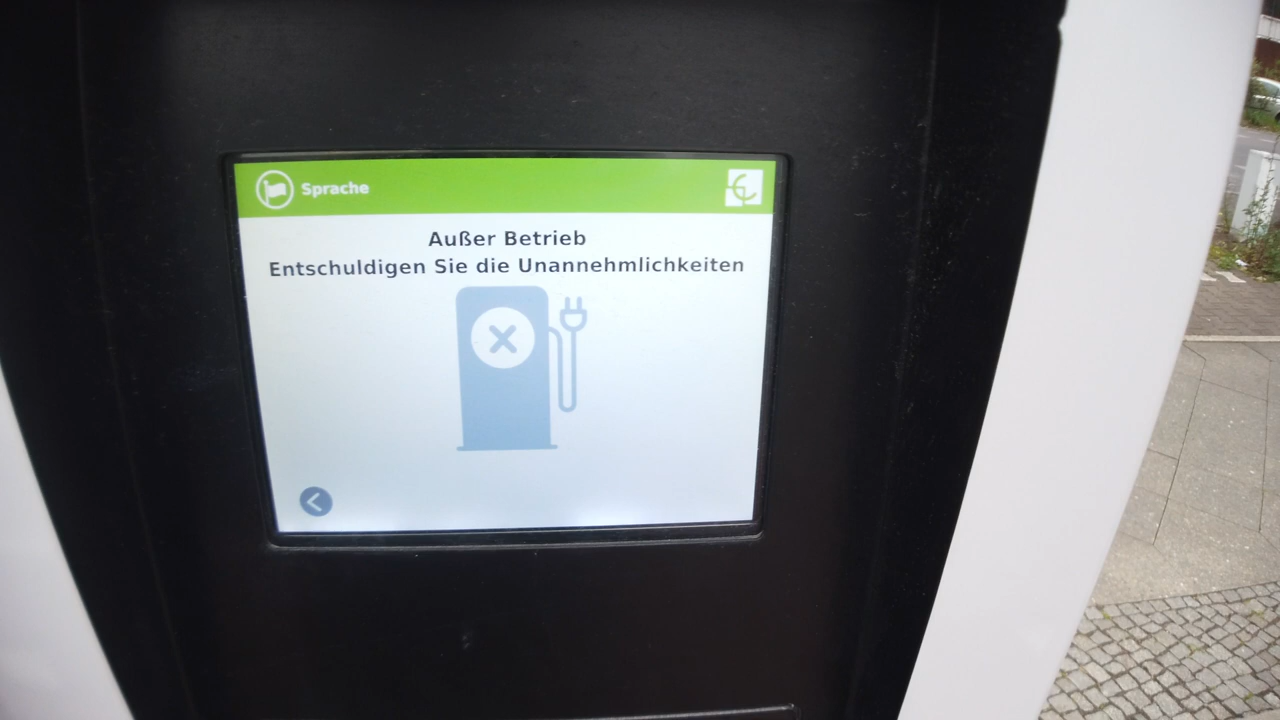 Sprache
Außer Betrieb
Entschuldigen Sie die Unannehmlichkeiten